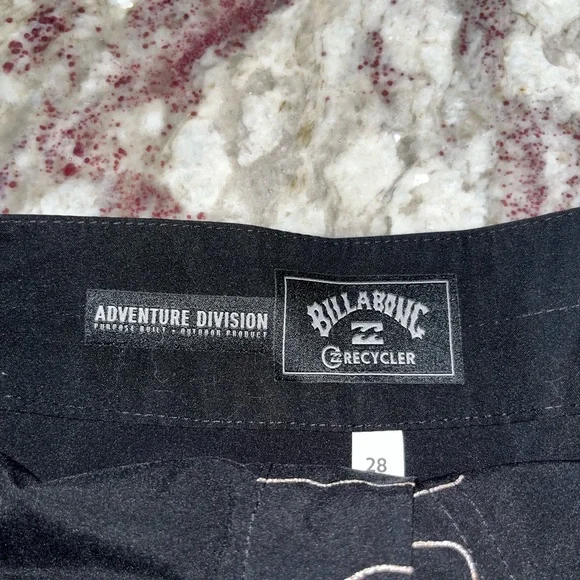 ADVENTURE DIVISION
PURPOSE BUILT • OUTDOOR PRODUCT
BILLABONG
RECYCLER
28